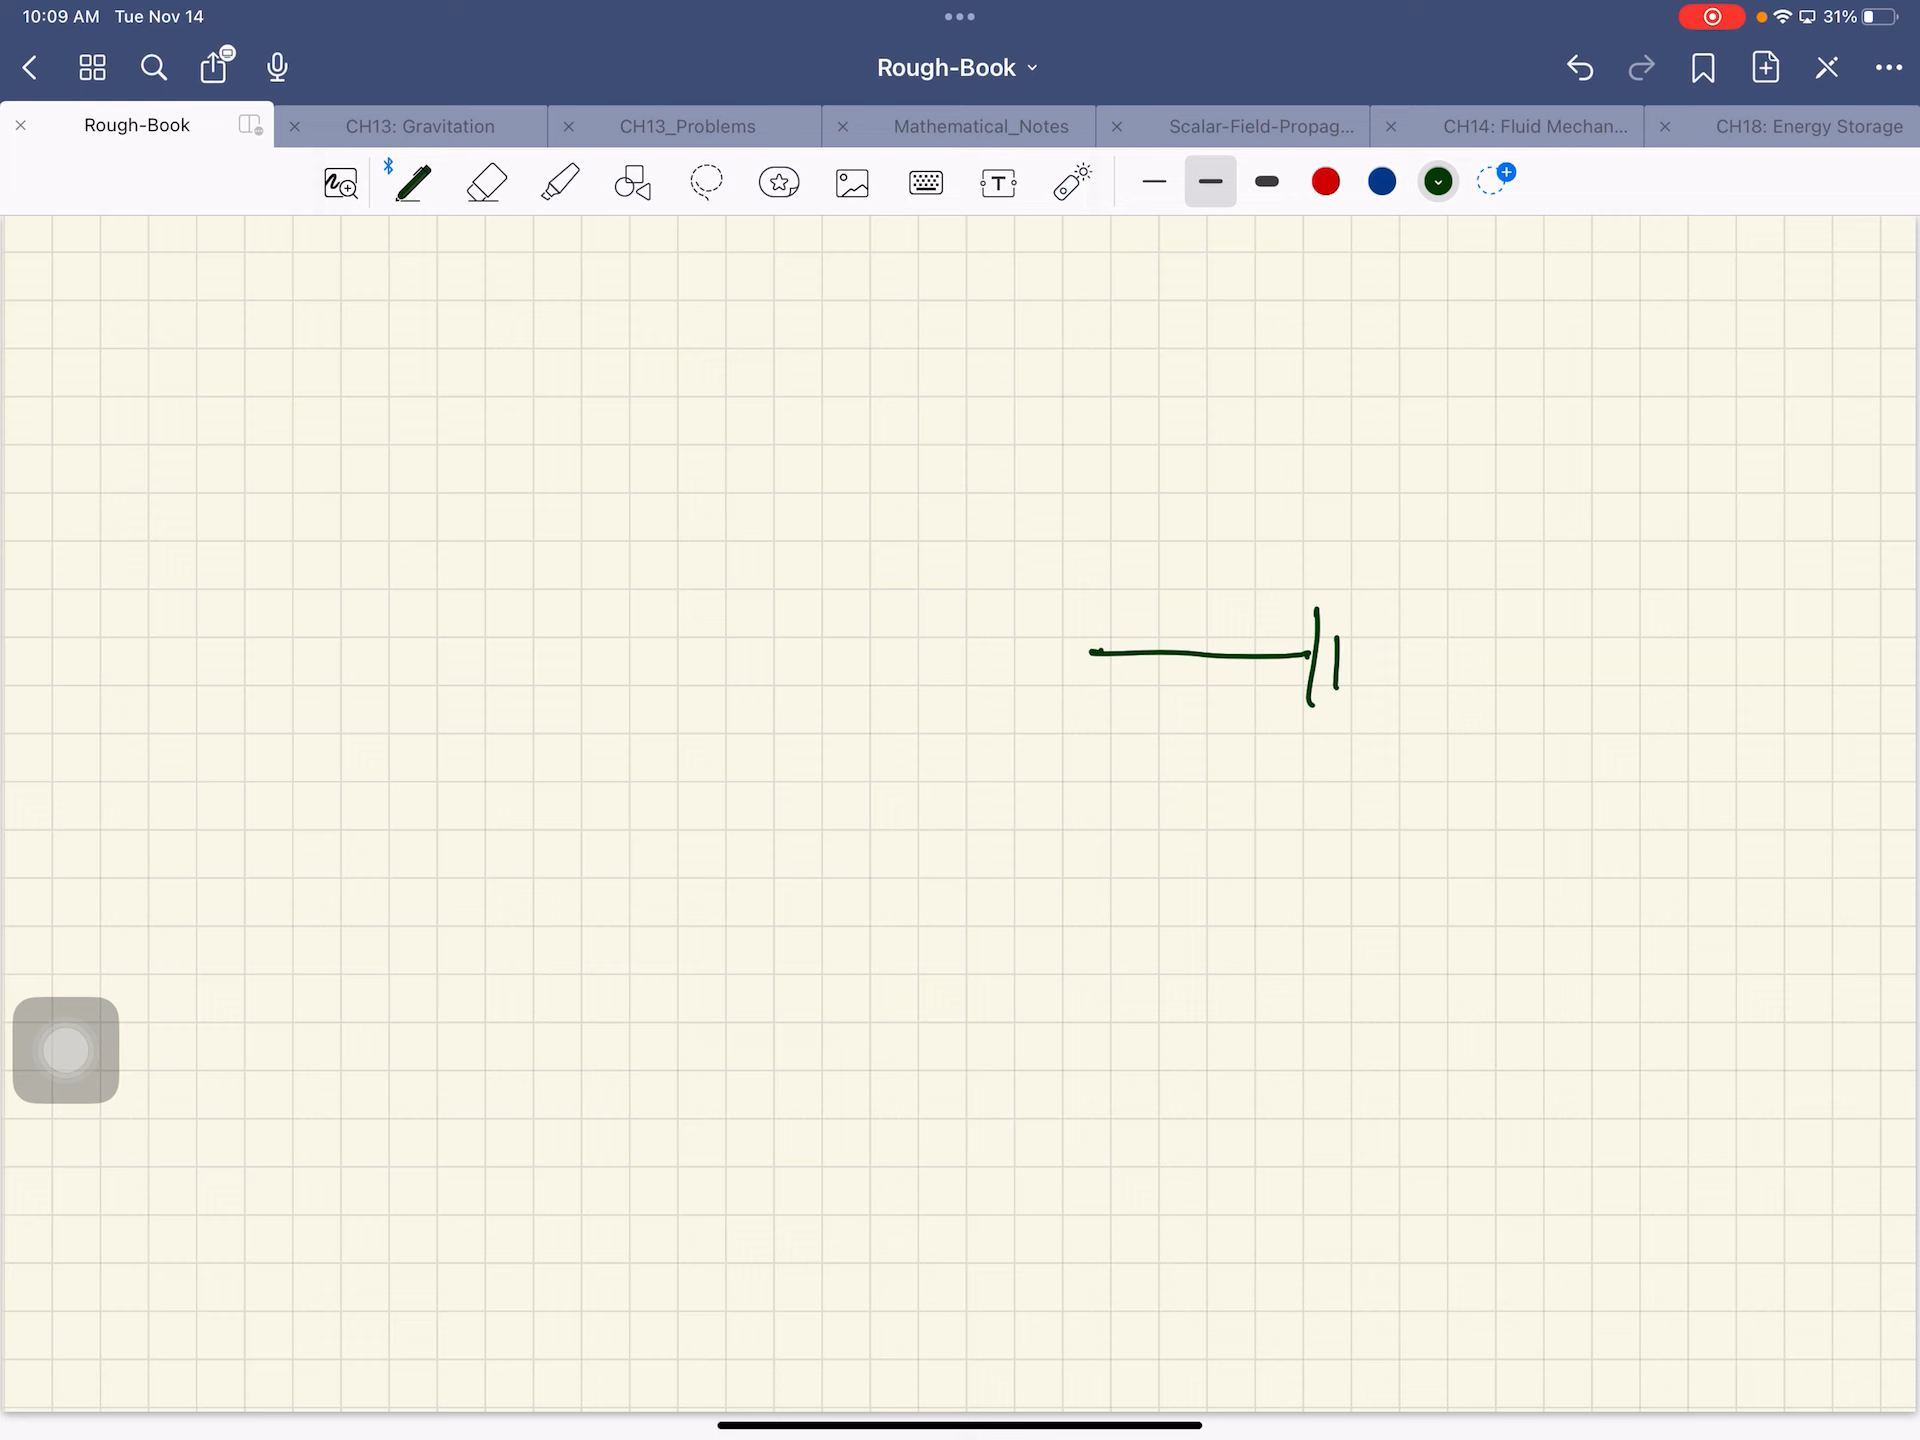 10:09 AM Tue Nov 14
31%
Rough-Book
Rough-Book
CH13: Gravitation
CH13_Problems
Mathematical_Notes
Scalar-Field-Propag...
CH14: Fluid Mechan...
CH18: Energy Storage
T